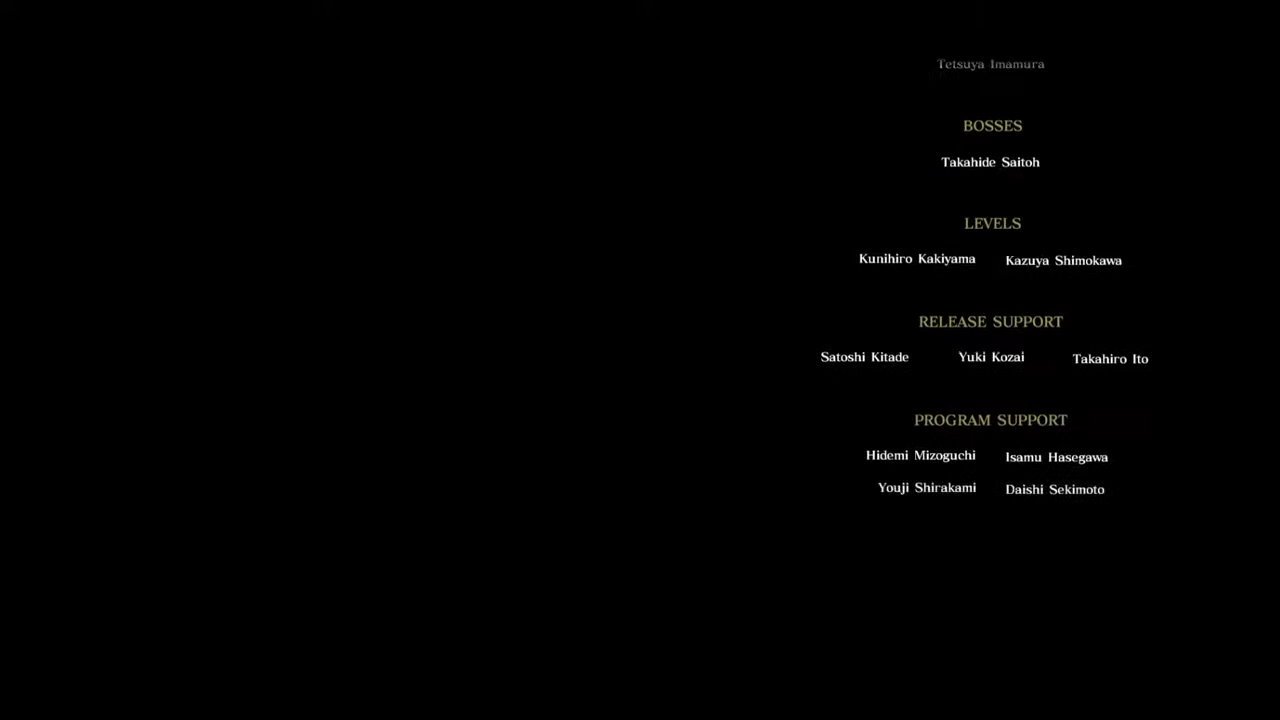 Tetsuya Imamura
BOSSES
Takahide Saitoh
LEVELS
Kunihiro Kakiyama Kazuya Shimokawa
RELEASE SUPPORT
Satoshi Kitade Yuki Kozai Takahiro Ito
PROGRAM SUPPORT
Hidemi Mizoguchi Isamu Hasegawa
Youji Shirakami Daishi Sekimoto